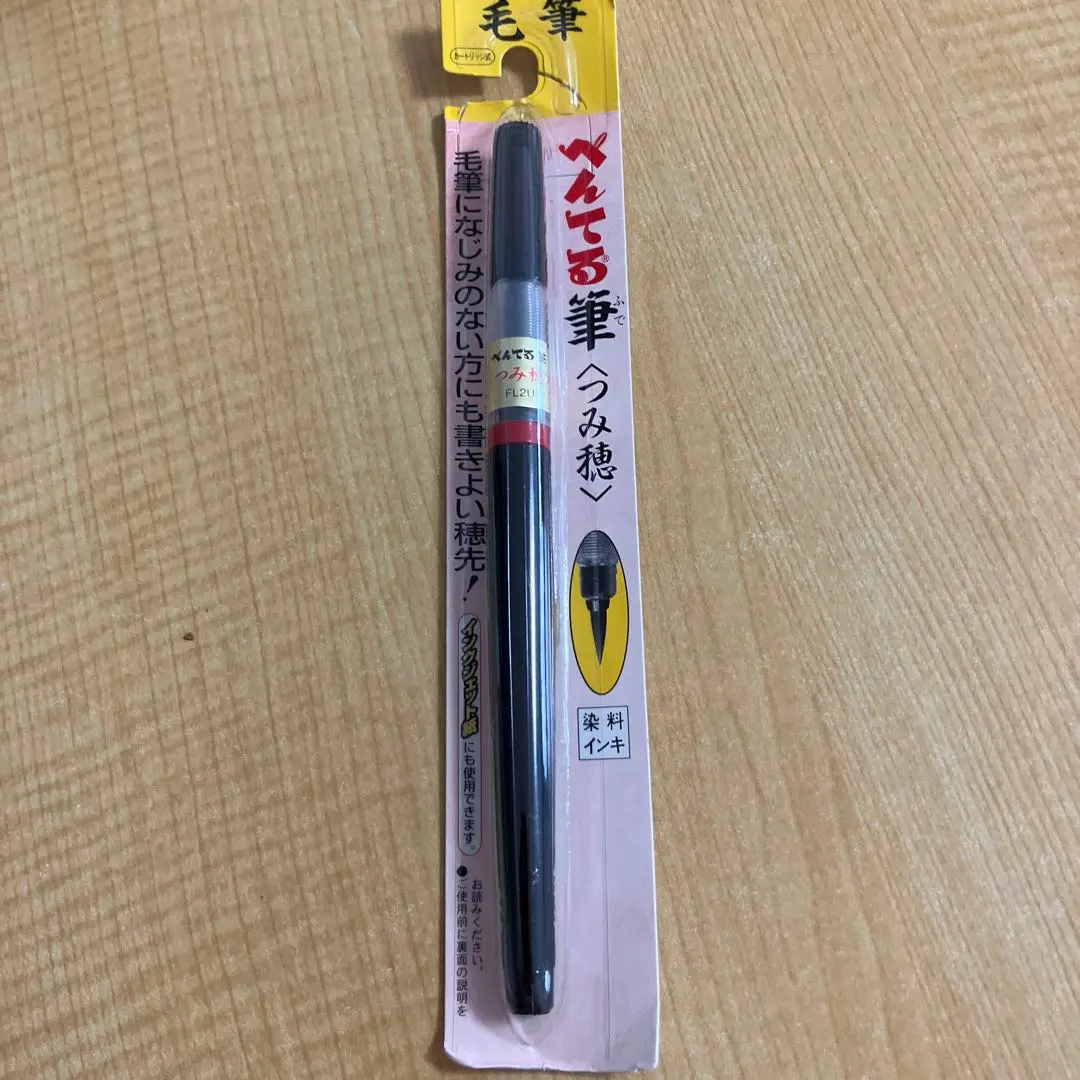 毛筆
カートリッジ式
ぺんてる®筆
ふで
〈つみ穂〉
染料
インキ
毛筆になじみのない方にも書きよい穂先!
インクジェット紙にも使用できます。
●ご使用前に裏面の説明を
お読みください。
ぺんてる
つみ穂
FL2U